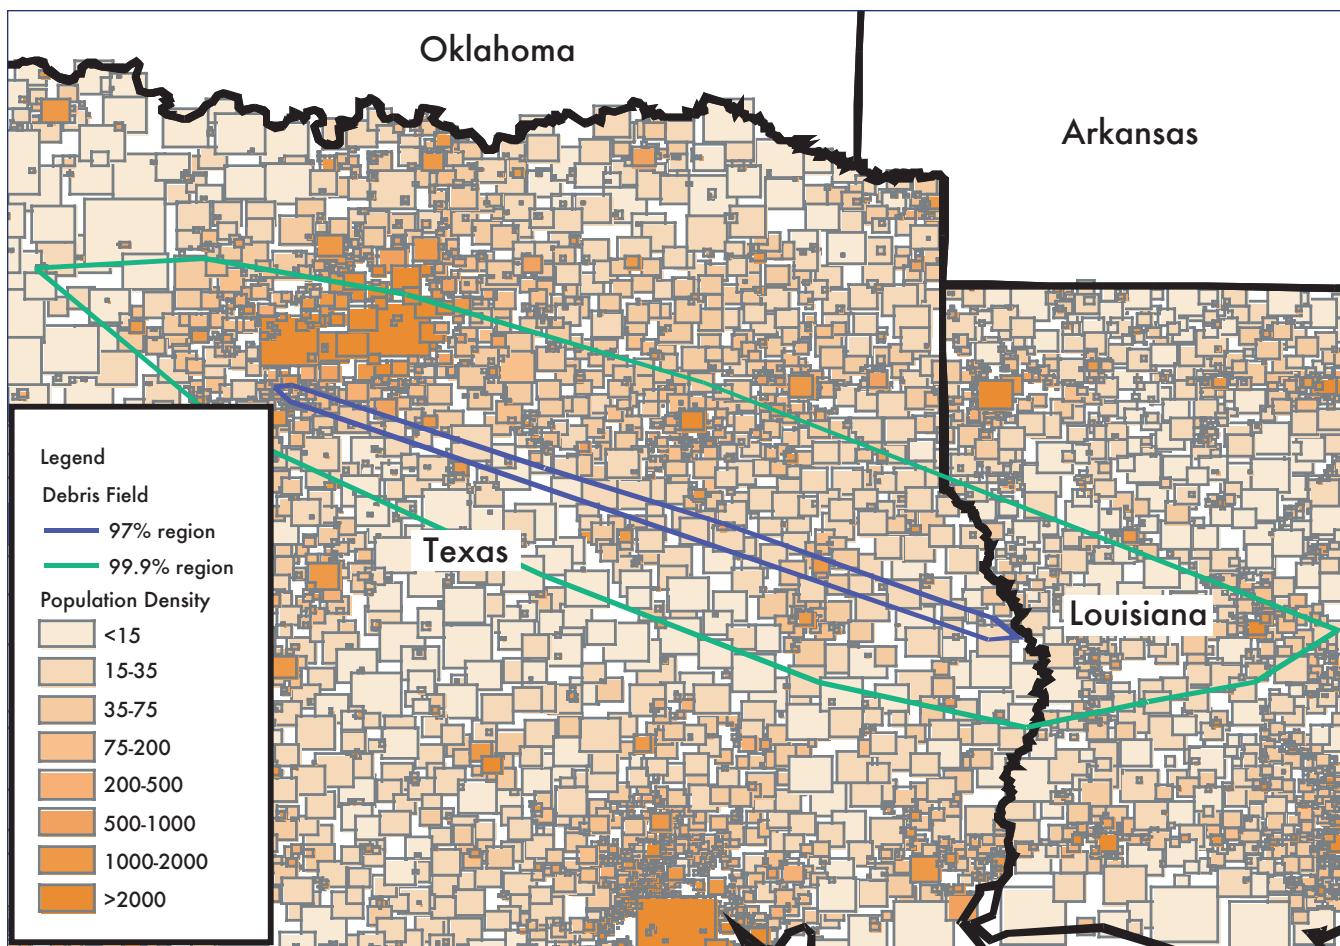 Oklahoma
Arkansas
Texas
Louisiana
Legend
Debris Field
97% region
99.9% region
Population Density
<15
15-35
35-75
75-200
200-500
500-1000
1000-2000
>2000